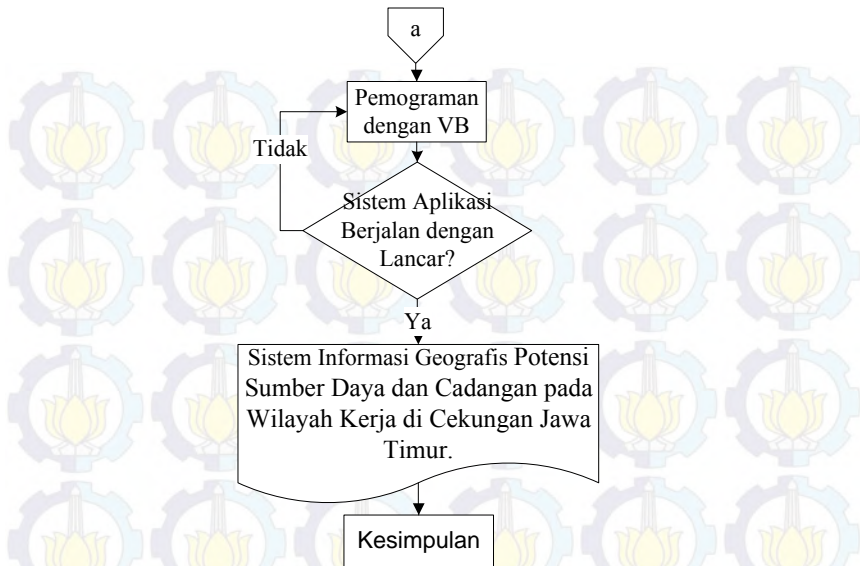 a
Pemograman
dengan VB
Tidak
Sistem Aplikasi
Berjalan dengan
Lancar?
Ya
Sistem Informasi Geografis Potensi
Sumber Daya dan Cadangan pada
Wilayah Kerja di Cekungan Jawa
Timur.
Kesimpulan